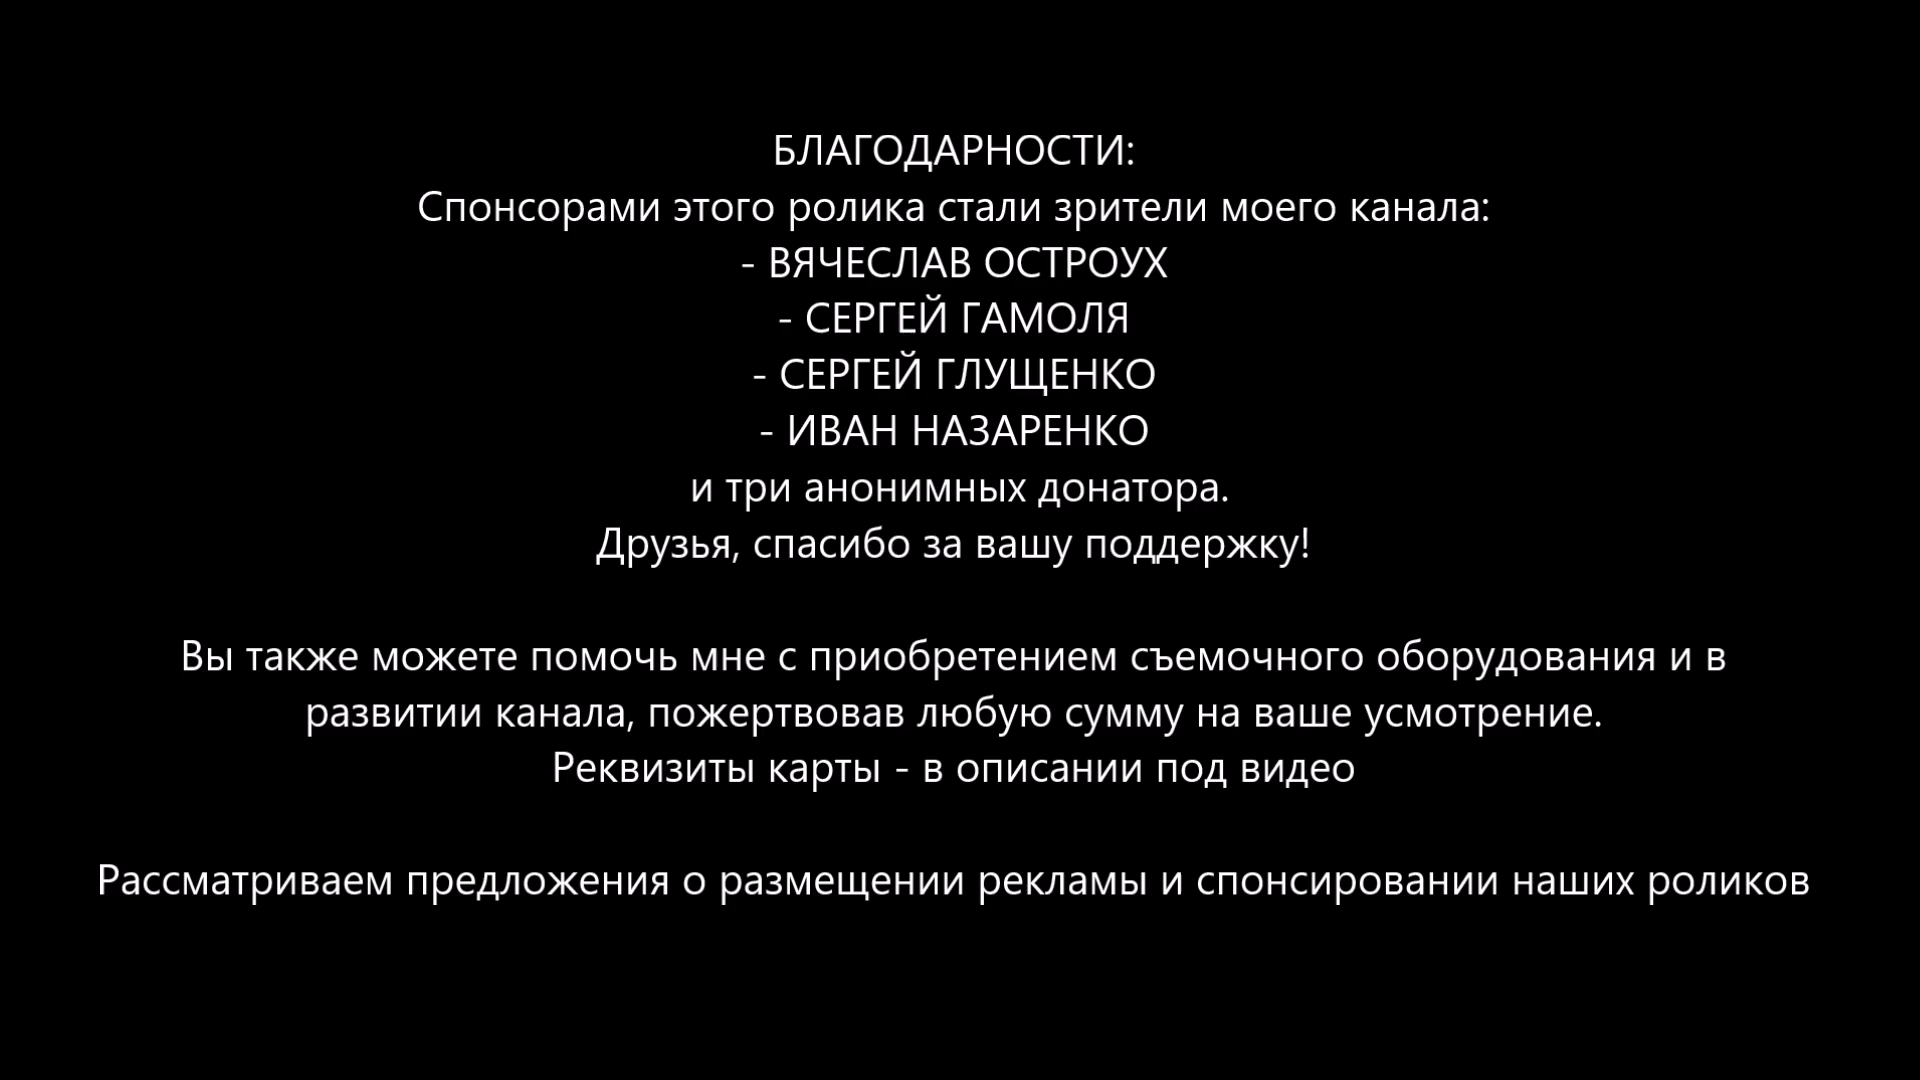 БЛАГОДАРНОСТИ:
Спонсорами этого ролика стали зрители моего канала:
- ВЯЧЕСЛАВ ОСТРОУХ
- СЕРГЕЙ ГАМОЛЯ
- СЕРГЕЙ ГЛУЩЕНКО
- ИВАН НАЗАРЕНКО
и три анонимных донатора.
Друзья, спасибо за вашу поддержку!
Вы также можете помочь мне с приобретением съемочного оборудования и в
развитии канала, пожертвовав любую сумму на ваше усмотрение.
Реквизиты карты - в описании под видео
Рассматриваем предложения о размещении рекламы и спонсировании наших роликов